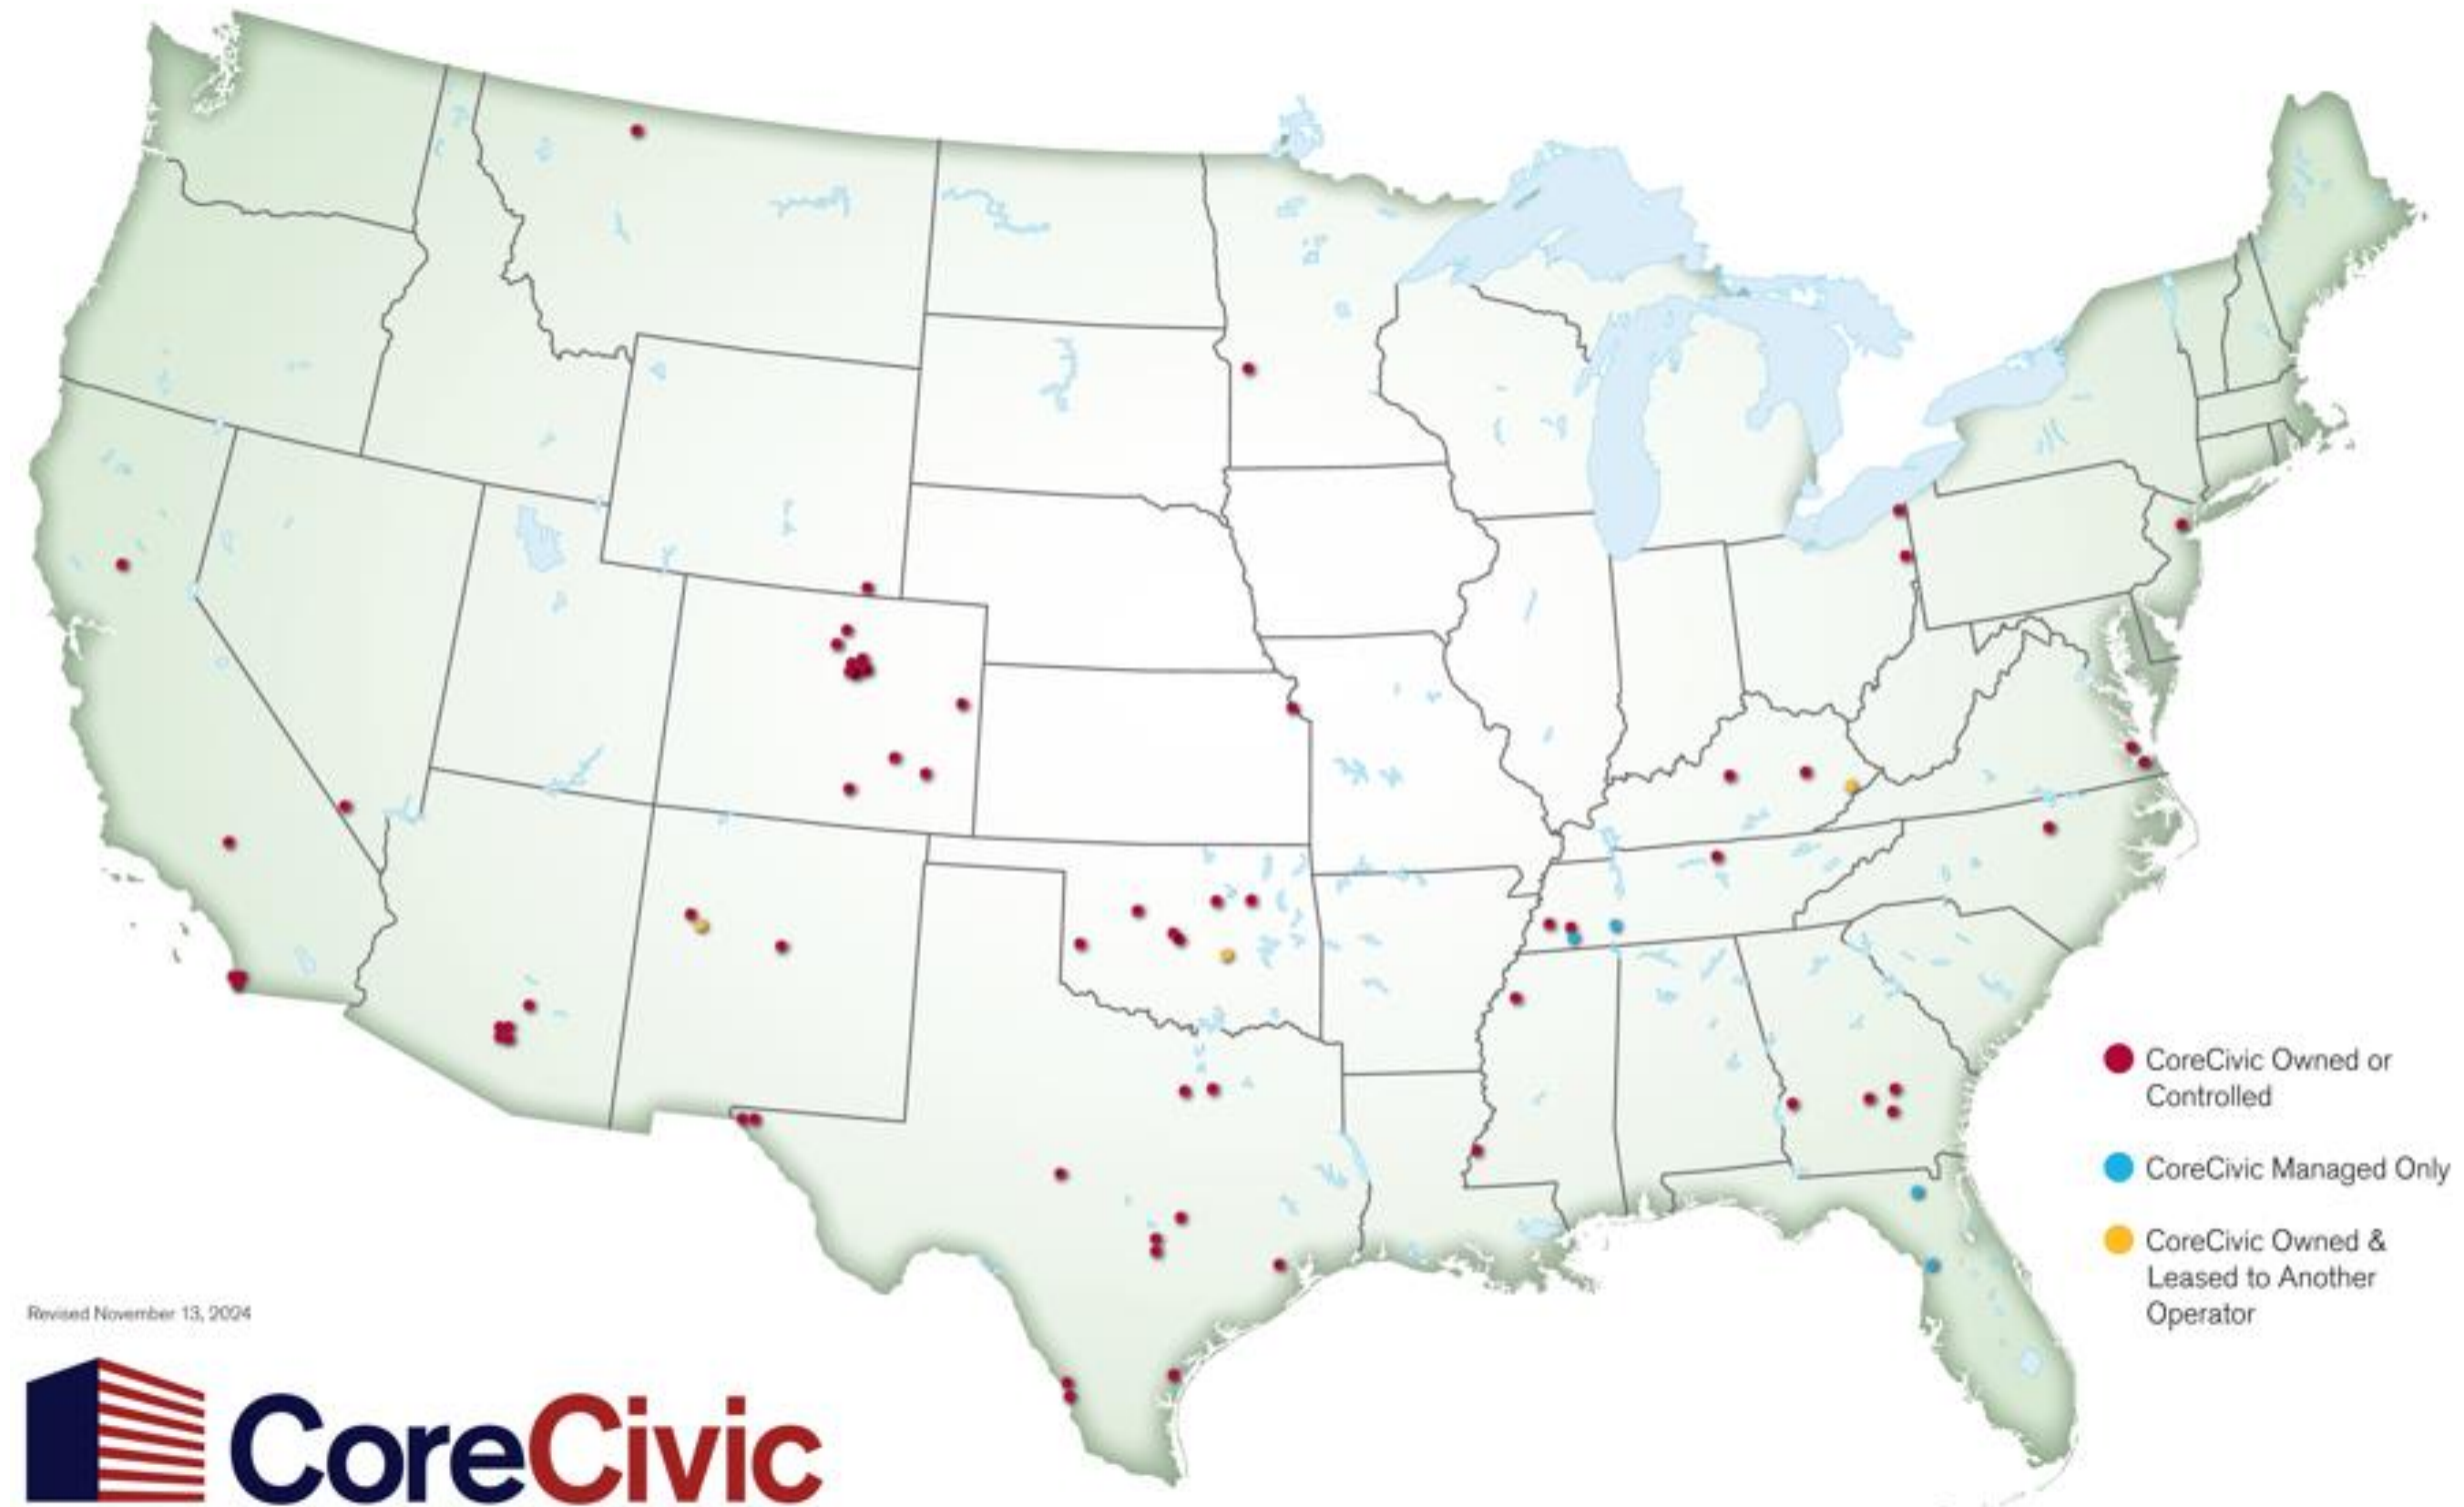 CoreCivic Owned or
Controlled
CoreCivic Managed Only
CoreCivic Owned &
Leased to Another
Operator
Revised November 13, 2024
CoreCivic